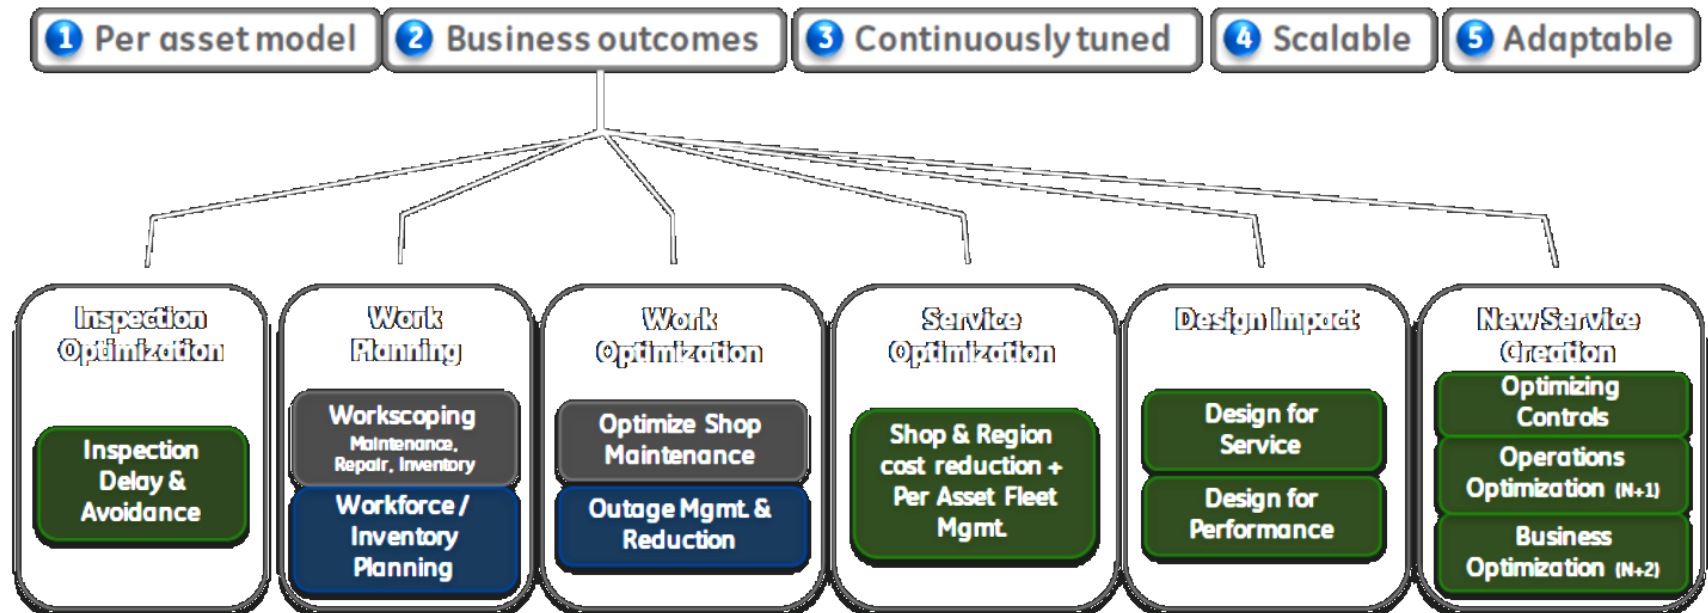 1 Per asset model
2 Business outcomes
3 Continuously tuned
4 Scalable
5 Adaptable
Inspection
Optimization
Inspection
Delay &
Avoidance
Work
Planning
Workscoping
Maintenance,
Repair, Inventory
Workforce /
Inventory
Planning
Work
Optimization
Optimize Shop
Maintenance
Outage Mgmt. &
Reduction
Service
Optimization
Shop & Region
cost reduction +
Per Asset Fleet
Mgmt.
Design Impact
Design for
Service
Design for
Performance
New Service
Creation
Optimizing
Controls
Operations
Optimization (N+1)
Business
Optimization (N+2)